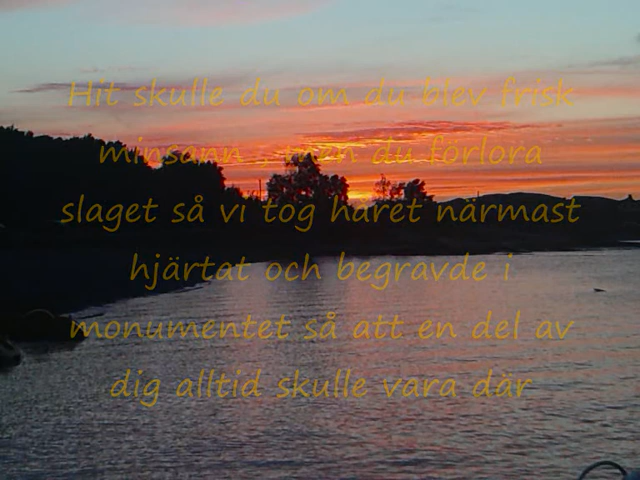 Hit skulle du om du blev frisk
minsann , men du förlora
slaget så vi tog håret närmast
hjärtat och begravde i
monumentet så att en del av
dig alltid skulle vara där